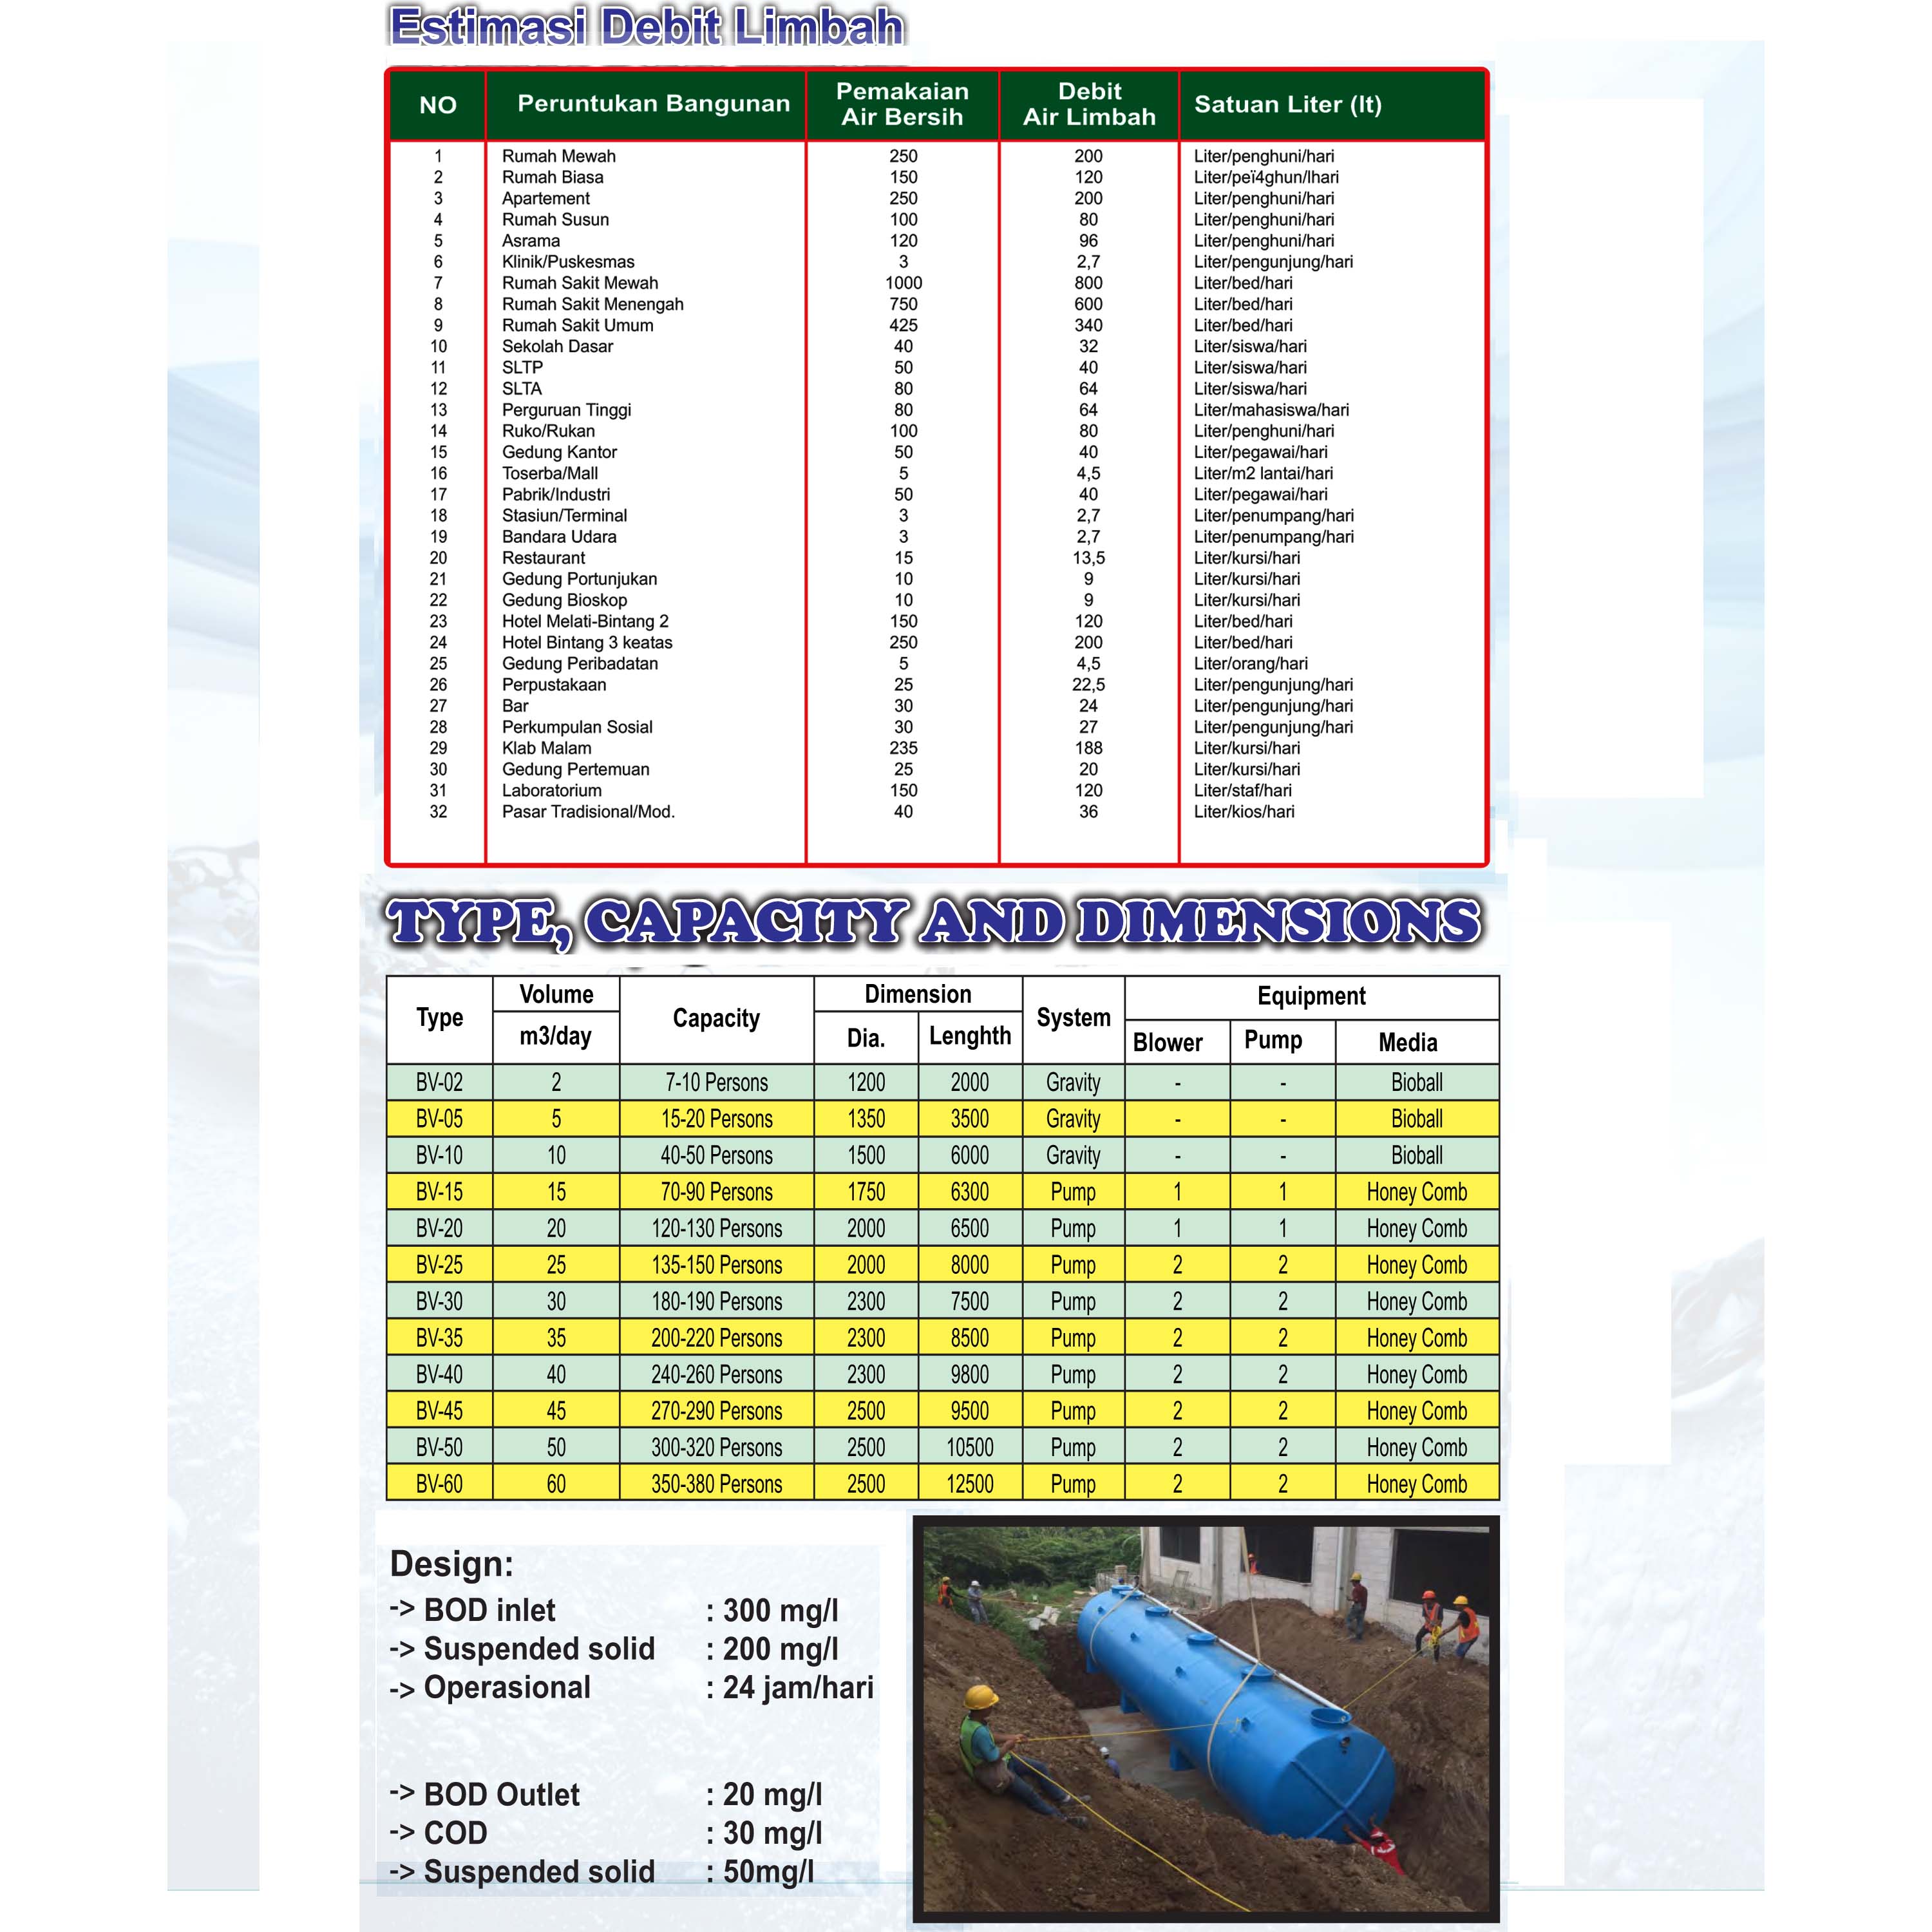 Estimasi Debit Limbah
NO Peruntukan Bangunan Pemakaian Air Bersih Debit Air Limbah Satuan Liter (lt)
1 Rumah Mewah 250 200 Liter/penghuni/hari
2 Rumah Biasa 150 120 Liter/peï4ghun/lhari
3 Apartement 250 200 Liter/penghuni/hari
4 Rumah Susun 100 80 Liter/penghuni/hari
5 Asrama 120 96 Liter/penghuni/hari
6 Klinik/Puskesmas 3 2,7 Liter/pengunjung/hari
7 Rumah Sakit Mewah 1000 800 Liter/bed/hari
8 Rumah Sakit Menengah 750 600 Liter/bed/hari
9 Rumah Sakit Umum 425 340 Liter/bed/hari
10 Sekolah Dasar 40 32 Liter/siswa/hari
11 SLTP 50 40 Liter/siswa/hari
12 SLTA 80 64 Liter/siswa/hari
13 Perguruan Tinggi 80 64 Liter/mahasiswa/hari
14 Ruko/Rukan 100 80 Liter/penghuni/hari
15 Gedung Kantor 50 40 Liter/pegawai/hari
16 Toserba/Mall 5 4,5 Liter/m2 lantai/hari
17 Pabrik/Industri 50 40 Liter/pegawai/hari
18 Stasiun/Terminal 3 2,7 Liter/penumpang/hari
19 Bandara Udara 3 2,7 Liter/penumpang/hari
20 Restaurant 15 13,5 Liter/kursi/hari
21 Gedung Portunjukan 10 9 Liter/kursi/hari
22 Gedung Bioskop 10 9 Liter/kursi/hari
23 Hotel Melati-Bintang 2 150 120 Liter/bed/hari
24 Hotel Bintang 3 keatas 250 200 Liter/bed/hari
25 Gedung Peribadatan 5 4,5 Liter/orang/hari
26 Perpustakaan 25 22,5 Liter/pengunjung/hari
27 Bar 30 24 Liter/pengunjung/hari
28 Perkumpulan Sosial 30 27 Liter/pengunjung/hari
29 Klab Malam 235 188 Liter/kursi/hari
30 Gedung Pertemuan 25 20 Liter/kursi/hari
31 Laboratorium 150 120 Liter/staf/hari
32 Pasar Tradisional/Mod. 40 36 Liter/kios/hari
TYPE, CAPACITY AND DIMENSIONS
Type Volume Capacity Dimension System Equipment
m3/day Dia. Lenghth Blower Pump Media
BV-02 2 7-10 Persons 1200 2000 Gravity - - Bioball
BV-05 5 15-20 Persons 1350 3500 Gravity - - Bioball
BV-10 10 40-50 Persons 1500 6000 Gravity - - Bioball
BV-15 15 70-90 Persons 1750 6300 Pump 1 1 Honey Comb
BV-20 20 120-130 Persons 2000 6500 Pump 1 1 Honey Comb
BV-25 25 135-150 Persons 2000 8000 Pump 2 2 Honey Comb
BV-30 30 180-190 Persons 2300 7500 Pump 2 2 Honey Comb
BV-35 35 200-220 Persons 2300 8500 Pump 2 2 Honey Comb
BV-40 40 240-260 Persons 2300 9800 Pump 2 2 Honey Comb
BV-45 45 270-290 Persons 2500 9500 Pump 2 2 Honey Comb
BV-50 50 300-320 Persons 2500 10500 Pump 2 2 Honey Comb
BV-60 60 350-380 Persons 2500 12500 Pump 2 2 Honey Comb
Design:
-> BOD inlet : 300 mg/l
-> Suspended solid : 200 mg/l
-> Operasional : 24 jam/hari
-> BOD Outlet : 20 mg/l
-> COD : 30 mg/l
-> Suspended solid : 50mg/l